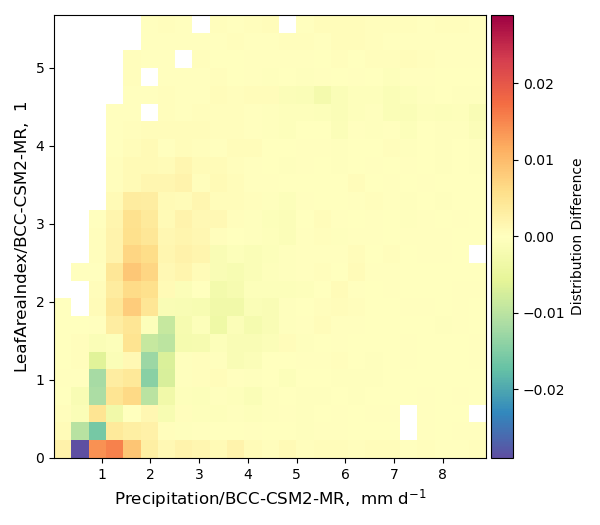 5
4
3
2
1
0
LeafAreaIndex/BCC-CSM2-MR, 1
1 2 3 4 5 6 7 8
Precipitation/BCC-CSM2-MR, mm d⁻¹
0.02
0.01
0.00
−0.01
−0.02
Distribution Difference